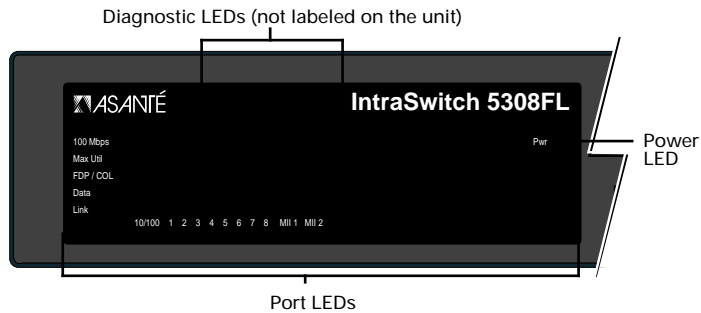 Diagnostic LEDs (not labeled on the unit)
ASANTÉ
IntraSwitch 5308FL
100 Mbps
Pwr
Power
LED
Max Util
FDP / COL
Data
Link
10/100 1 2 3 4 5 6 7 8 MII 1 MII 2
Port LEDs